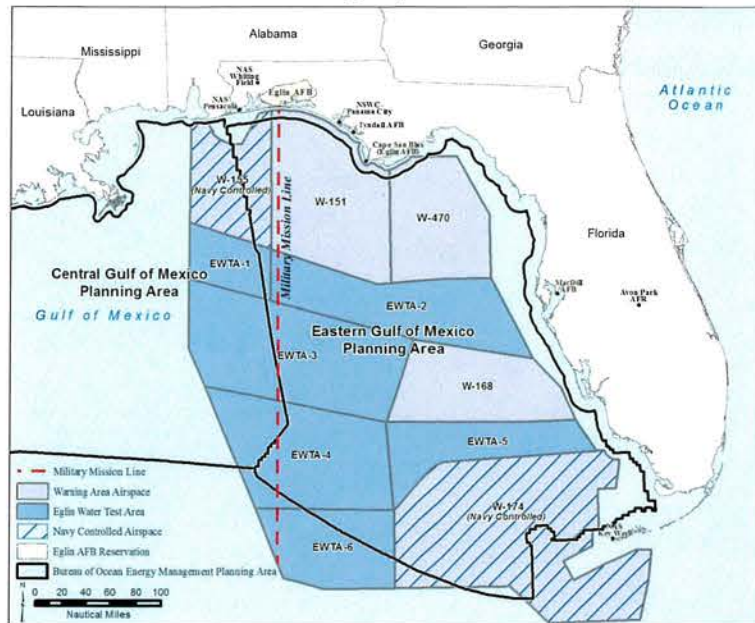 Mississippi
Alabama
Georgia
Louisiana
NAS
Whiting
Field
Eglin AFB
NAS
Pensacola
NSWC
Panama City
Tyndall AFB
Cape San Blas
(Eglin AFB)
Atlantic
Ocean
W-155
(Navy Controlled)
W-151
W-470
Military Mission Line
Florida
EWTA-1
Central Gulf of Mexico
Planning Area
Gulf of Mexico
EWTA-2
MacDill
AFB
Avon Park
AFR
Eastern Gulf of Mexico
Planning Area
EWTA-3
W-168
EWTA-4
EWTA-5
W-174
(Navy Controlled)
EWTA-6
NAS
Key West
Military Mission Line
Warning Area Airspace
Eglin Water Test Area
Navy Controlled Airspace
Eglin AFB Reservation
Bureau of Ocean Energy Management Planning Area
N
0 20 40 60 80 100
Nautical Miles